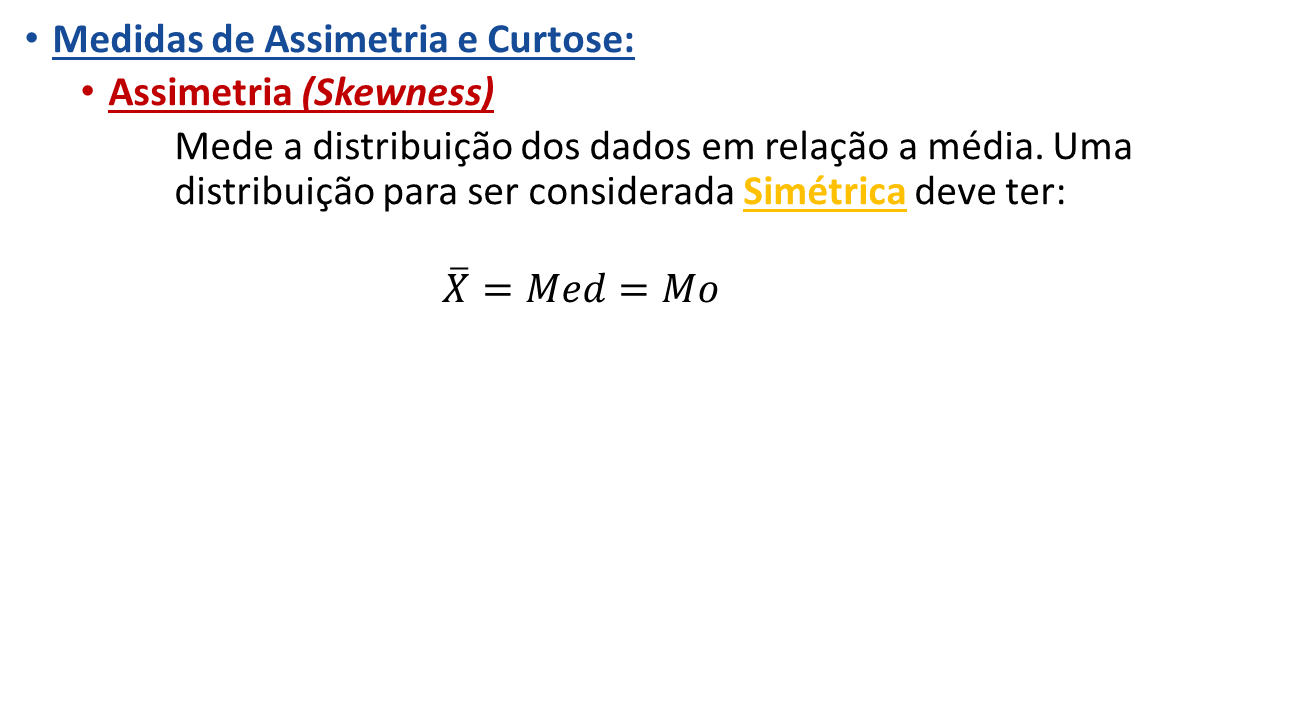 • Medidas de Assimetria e Curtose:
• Assimetria (Skewness)
Mede a distribuição dos dados em relação a média. Uma
distribuição para ser considerada Simétrica deve ter:
X̄ = Med = Mo